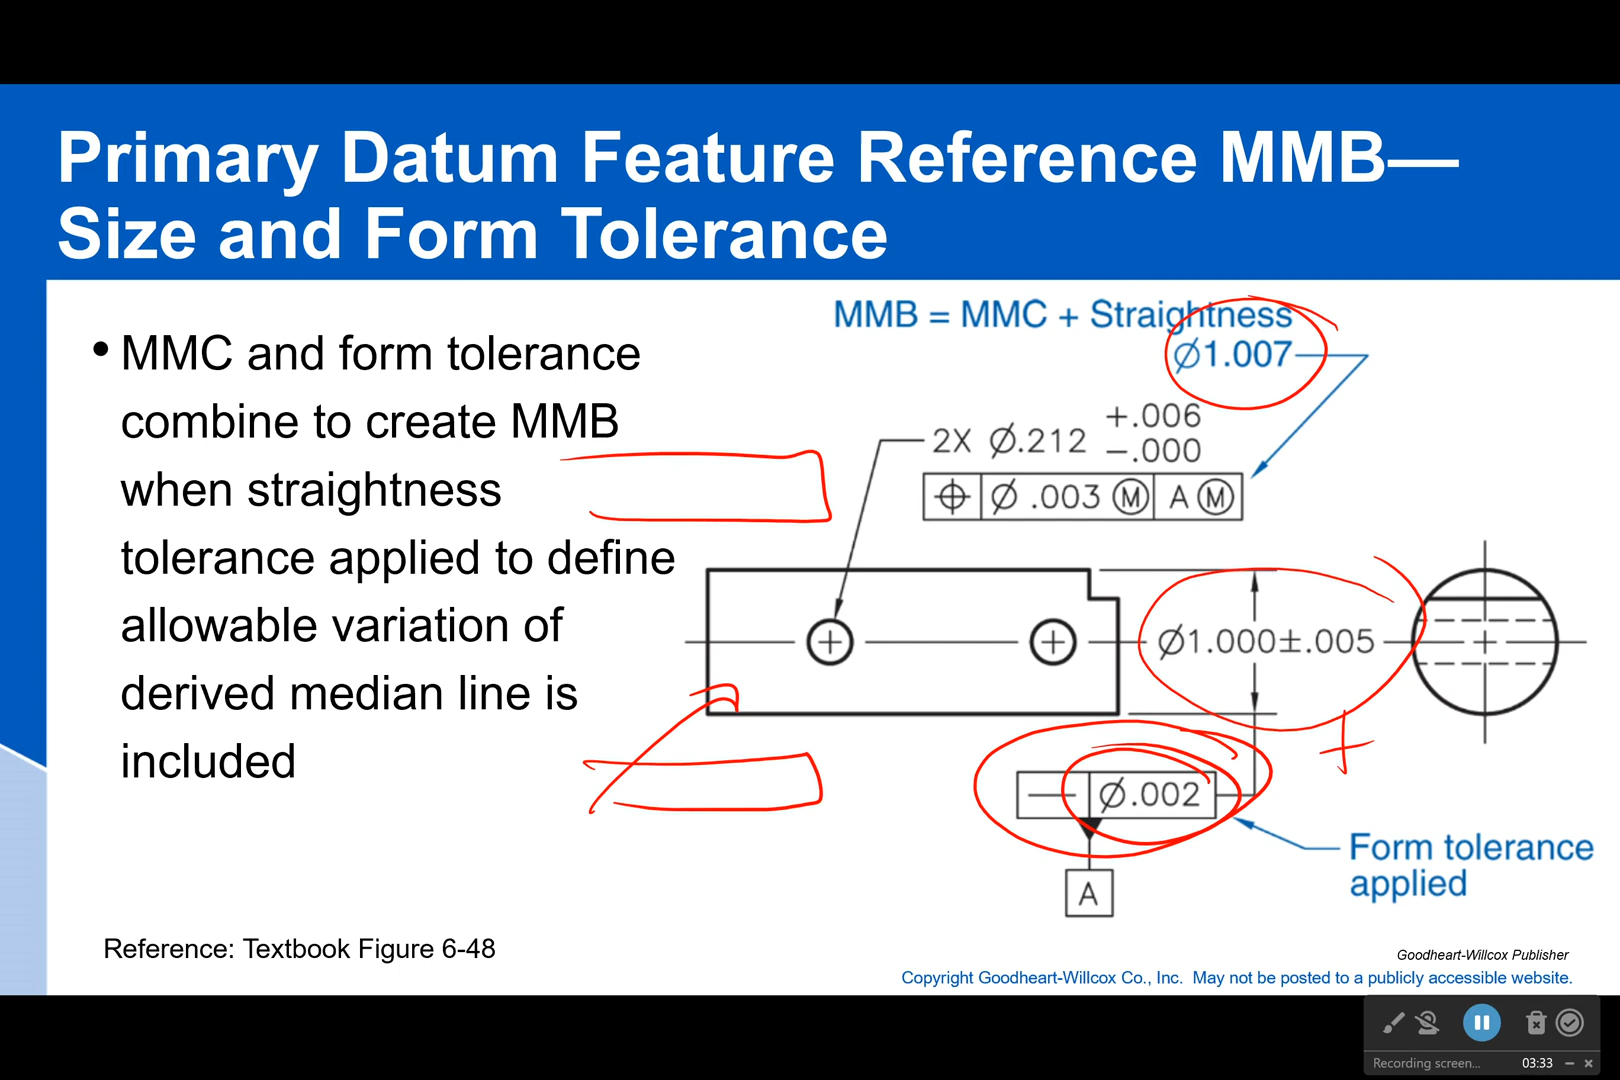 Primary Datum Feature Reference MMB—
Size and Form Tolerance
• MMC and form tolerance
combine to create MMB
when straightness
tolerance applied to define
allowable variation of
derived median line is
included
MMB = MMC + Straightness
Ø1.007
2X Ø.212 +.006
−.000
⌖ Ø .003 Ⓜ A Ⓜ
Ø1.000±.005
— Ø.002
A
Form tolerance
applied
Reference: Textbook Figure 6-48
Goodheart-Willcox Publisher
Copyright Goodheart-Willcox Co., Inc. May not be posted to a publicly accessible website.
Recording screen... 03:33